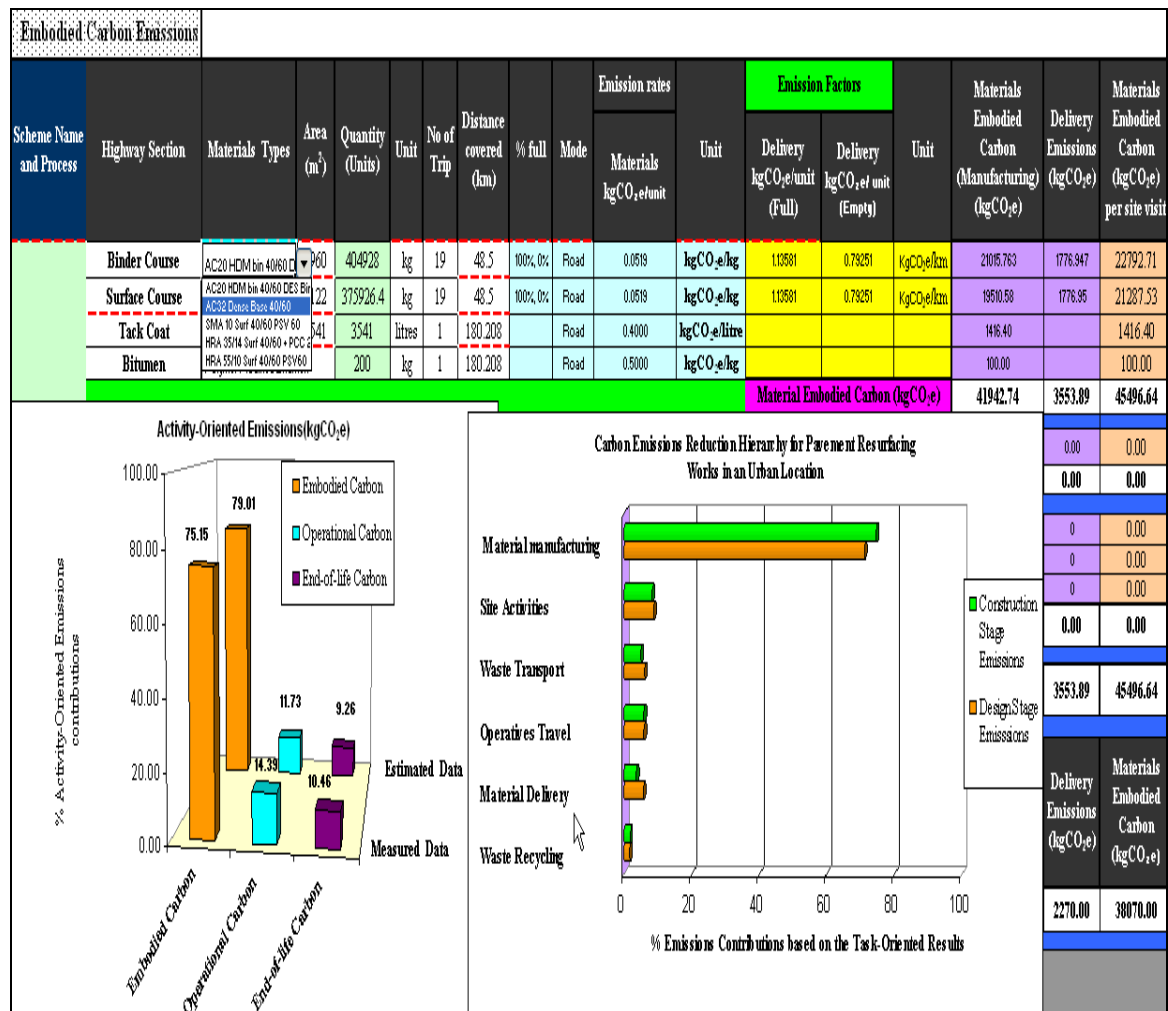 Embodied Carbon Emissions
Scheme Name and Process
Highway Section
Materials Types
Area (m²)
Quantity (Units)
Unit
No of Trip
Distance covered (km)
% full
Mode
Emission rates
Materials kgCO₂e/unit
Unit
Emission Factors
Delivery kgCO₂e/unit (Full)
Delivery kgCO₂e/ unit (Empty)
Unit
Materials Embodied Carbon (Manufacturing) (kgCO₂e)
Delivery Emissions (kgCO₂e)
Materials Embodied Carbon (kgCO₂e) per site visit
Binder Course AC20 HDM bin 40/60 D 960 404928 kg 19 48.5 100%, 0% Road 0.0519 kgCO₂e/kg 1.13581 0.79251 KgCO₂e/km 21015.763 1776.947 22792.71
Surface Course 122 375926.4 kg 19 48.5 100%, 0% Road 0.0519 kgCO₂e/kg 1.13581 0.79251 KgCO₂e/km 19510.58 1776.95 21287.53
Tack Coat 541 3541 litres 1 180.208 Road 0.4000 kgCO₂e/litre 1416.40 1416.40
Bitumen 200 kg 1 180.208 Road 0.5000 kgCO₂e/kg 100.00 100.00
AC20 HDM bin 40/60 DES Bin
AC32 Dense Base 40/60
SMA 10 Surf 40/60 PSV 60
HRA 35/14 Surf 40/60 + PCC 2
HRA 55/10 Surf 40/60 PSV60
Material Embodied Carbon (kgCO₂e) 41942.74 3553.89 45496.64
0.00 0.00
0.00 0.00
0 0.00
0 0.00
0 0.00
0.00 0.00
3553.89 45496.64
Delivery Emissions (kgCO₂e)
Materials Embodied Carbon (kgCO₂e)
2270.00 38070.00
Activity-Oriented Emissions(kgCO₂e)
% Activity-Oriented Emissions
contributions
100.00
80.00
60.00
40.00
20.00
0.00
75.15
79.01
14.39
11.73
10.46
9.26
Embodied Carbon
Operational Carbon
End-of-life Carbon
Estimated Data
Measured Data
Embodied Carbon
Operational Carbon
End-of-life Carbon
Carbon Emissions Reduction Hierarchy for Pavement Resurfacing
Works in an Urban Location
Material manufacturing
Site Activities
Waste Transport
Operatives Travel
Material Delivery
Waste Recycling
0 20 40 60 80 100
% Emissions Contributions based on the Task-Oriented Results
Construction
Stage
Emissions
Design Stage
Emisssions